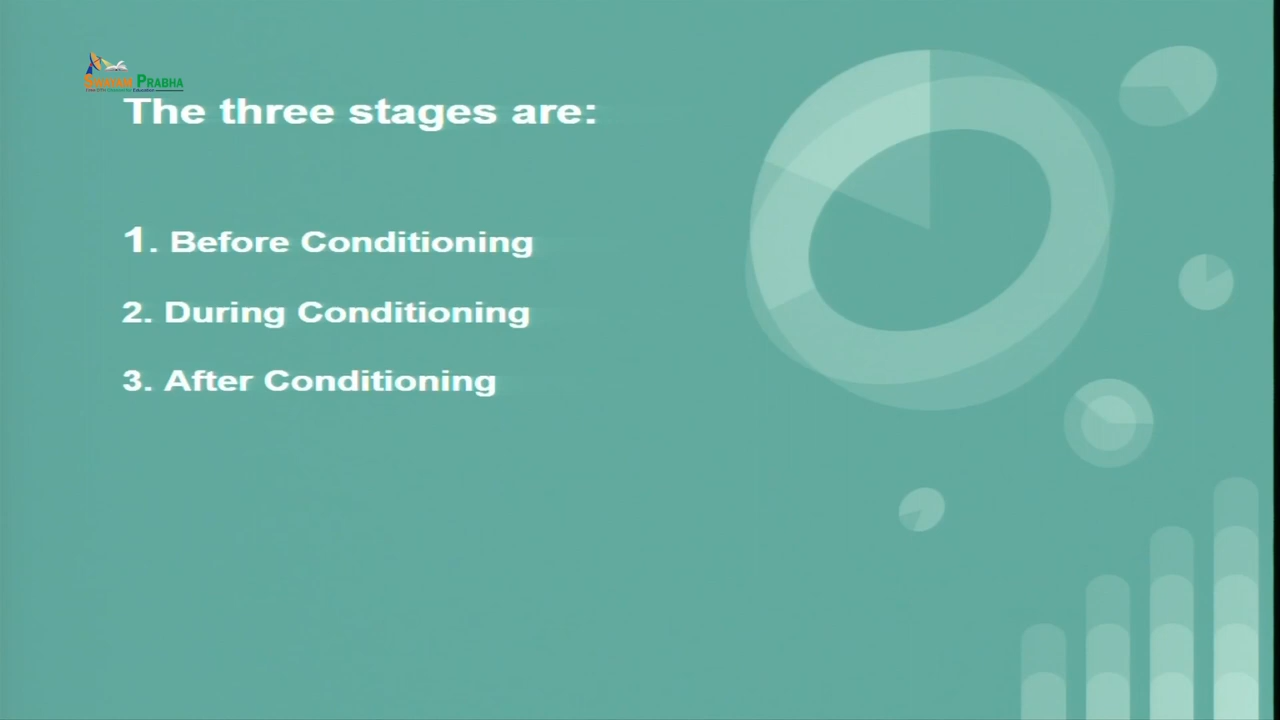 SWAYAM PRABHA
The three stages are:
1. Before Conditioning
2. During Conditioning
3. After Conditioning